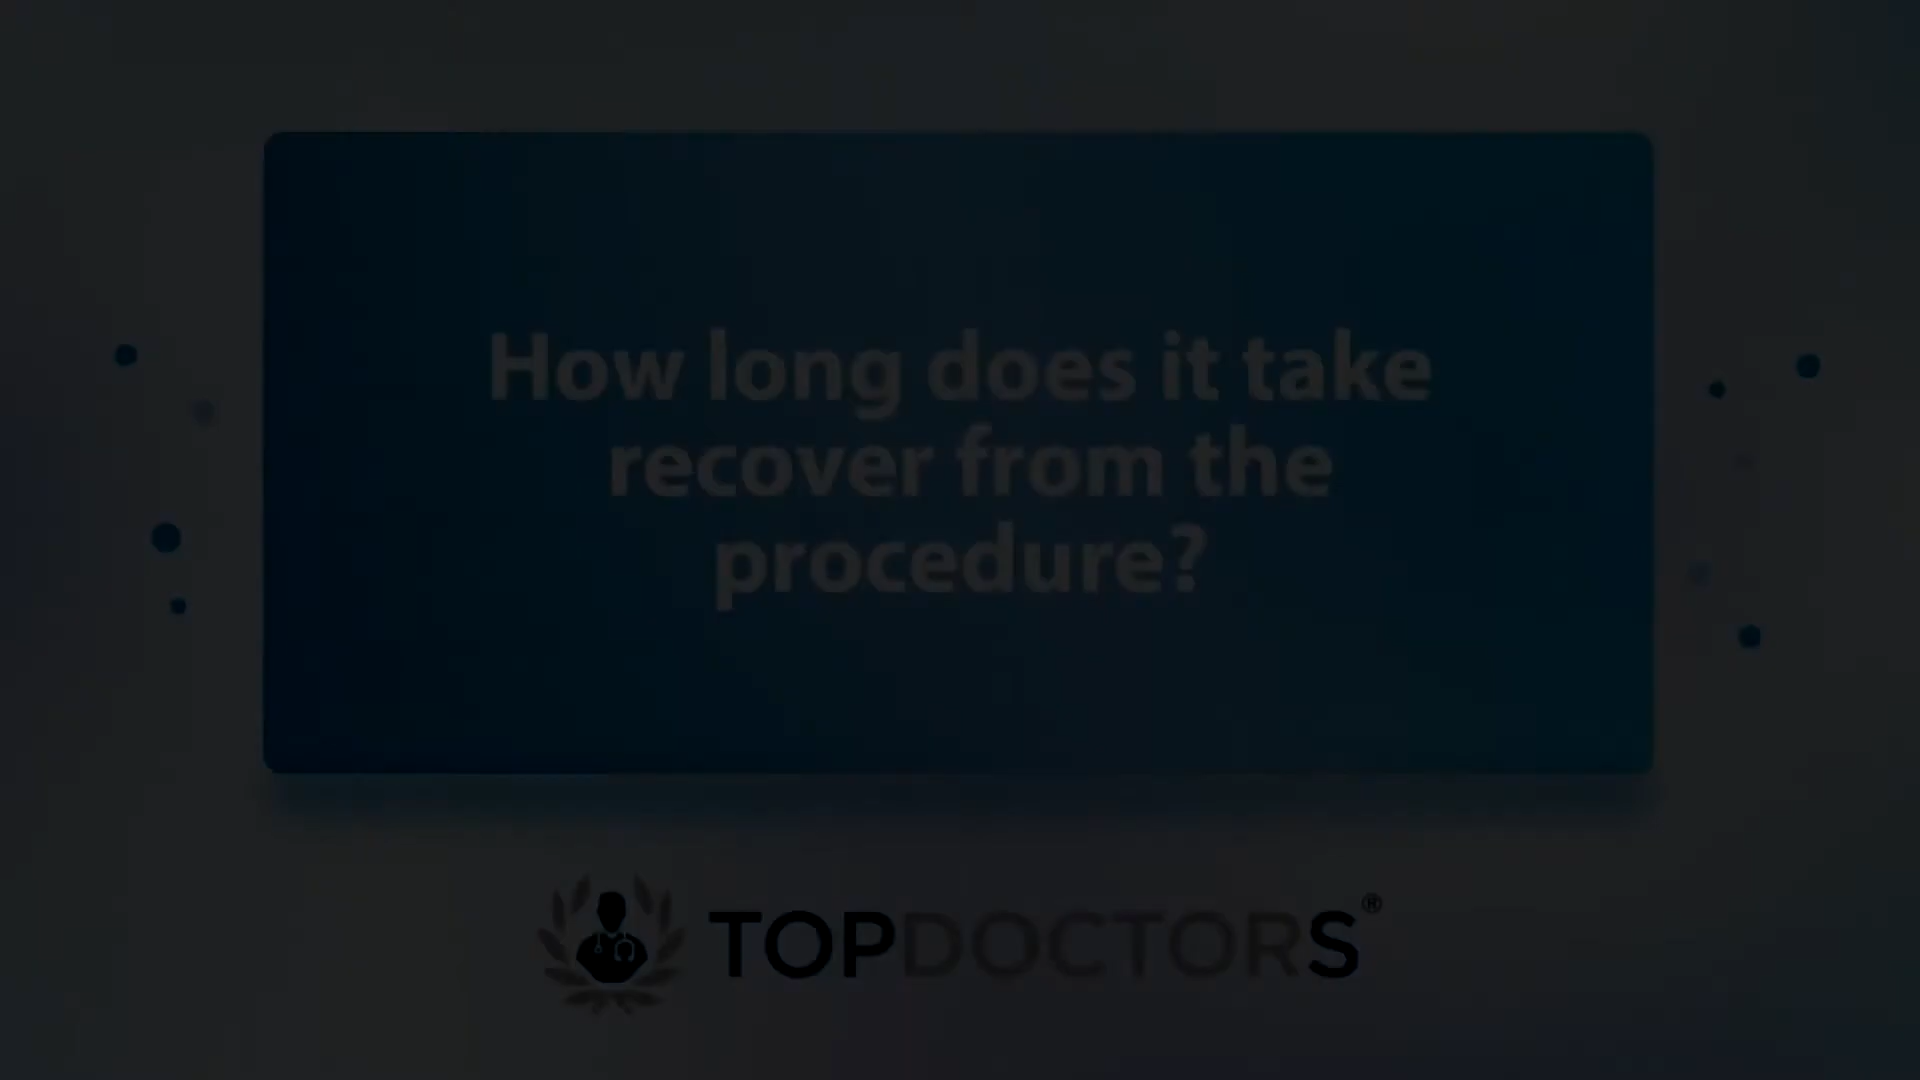 How long does it take
recover from the
procedure?
TOPDOCTORS®